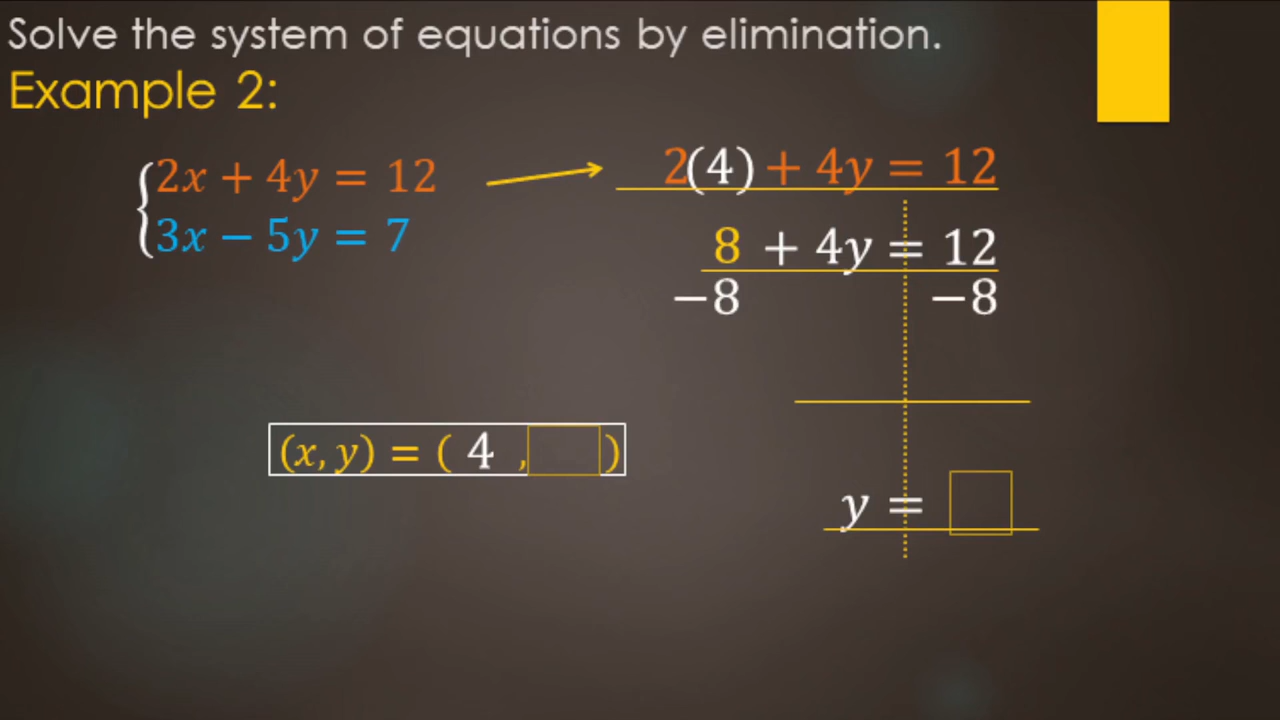 Solve the system of equations by elimination.
Example 2:
2x + 4y = 12
3x − 5y = 7
2(4) + 4y = 12
8 + 4y = 12
−8 −8
(x, y) = ( 4 , )
y =